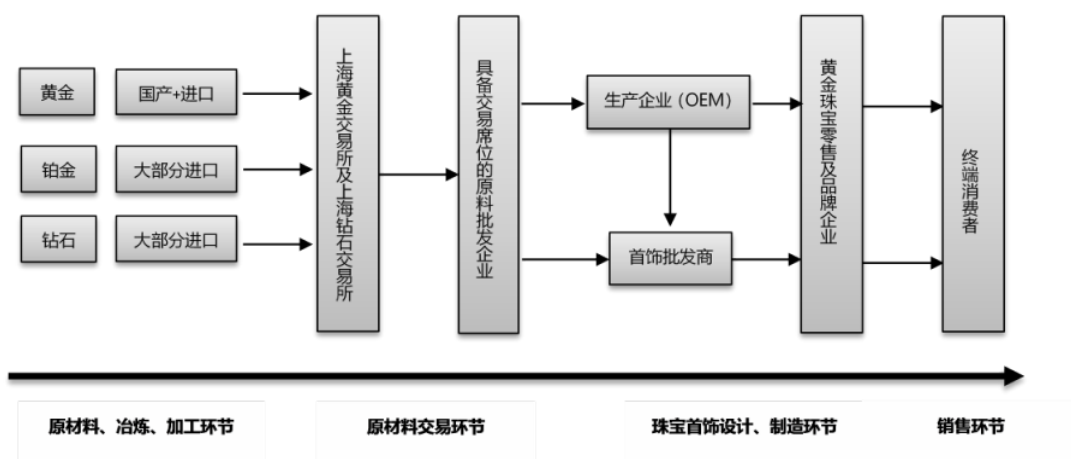 黄金
国产+进口
铂金
大部分进口
钻石
大部分进口
上海黄金交易所及上海钻石交易所
具备交易席位的原料批发企业
生产企业（OEM）
首饰批发商
黄金珠宝零售及品牌企业
终端消费者
原材料、冶炼、加工环节
原材料交易环节
珠宝首饰设计、制造环节
销售环节